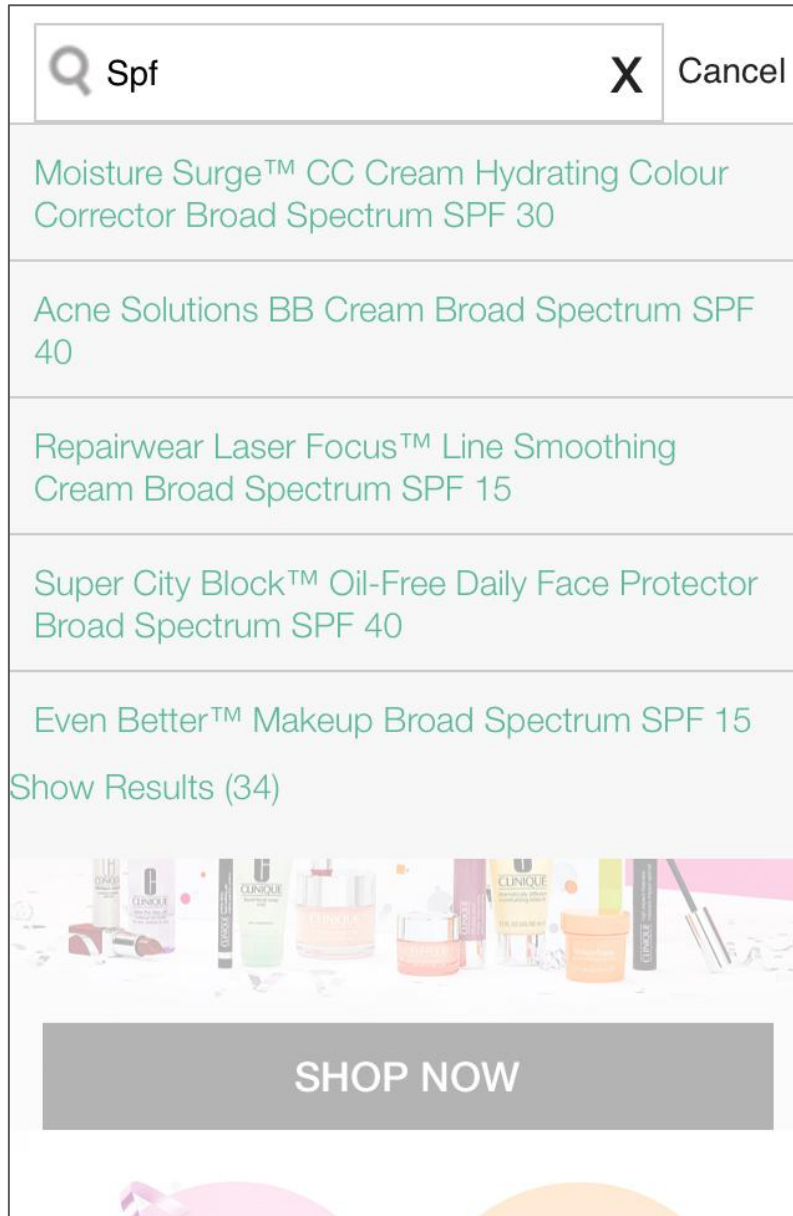 Spf X Cancel
Moisture Surge™ CC Cream Hydrating Colour
Corrector Broad Spectrum SPF 30
Acne Solutions BB Cream Broad Spectrum SPF
40
Repairwear Laser Focus™ Line Smoothing
Cream Broad Spectrum SPF 15
Super City Block™ Oil-Free Daily Face Protector
Broad Spectrum SPF 40
Even Better™ Makeup Broad Spectrum SPF 15
Show Results (34)
CLINIQUE
CLINIQUE
CLINIQUE
CLINIQUE
SHOP NOW